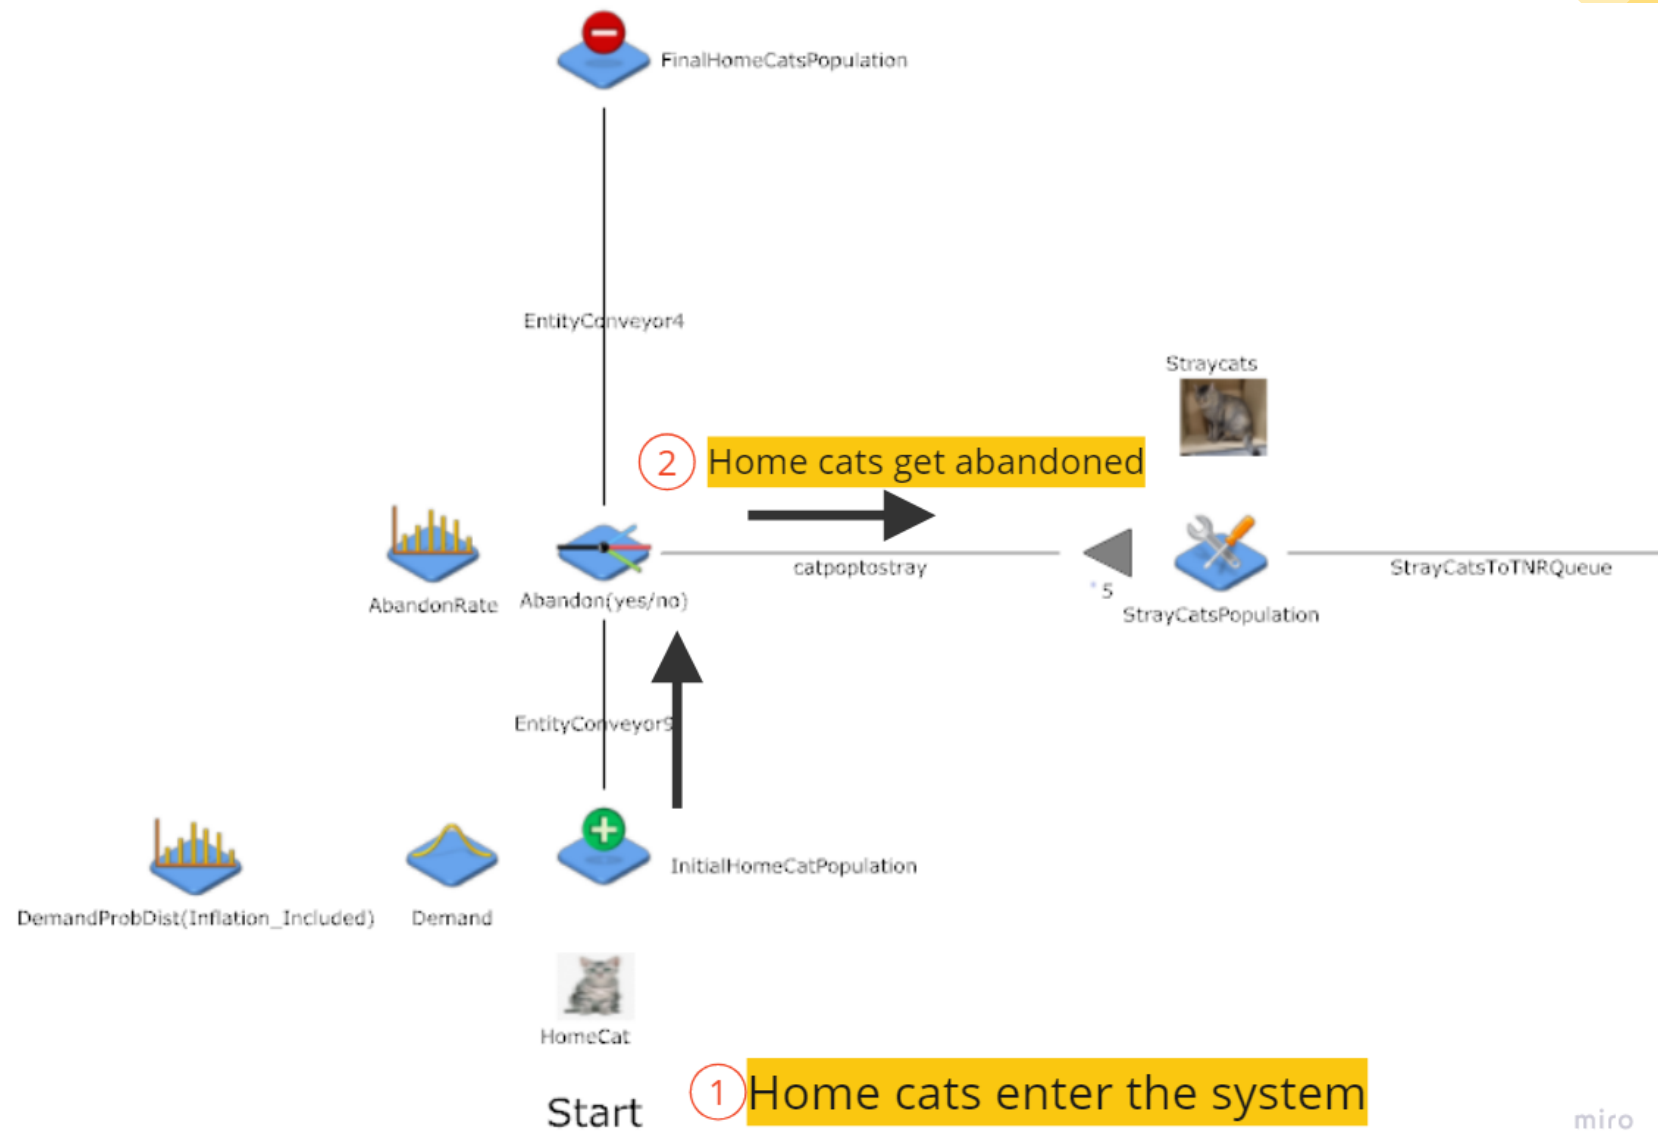 FinalHomeCatsPopulation
EntityConveyor4
Straycats
2 Home cats get abandoned
catpoptostray
StrayCatsToTNRQueue
5
AbandonRate
Abandon(yes/no)
StrayCatsPopulation
EntityConveyor9
InitialHomeCatPopulation
DemandProbDist(Inflation_Included)
Demand
HomeCat
1 Home cats enter the system
Start
miro